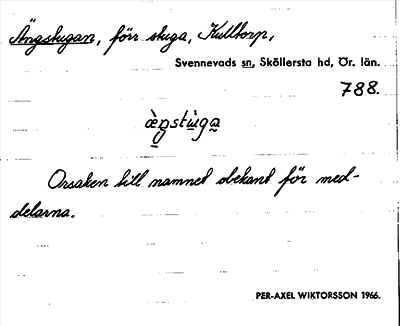 Ängstugan, förr stuga, Kulltorp,
Svennevads sn, Sköllersta hd, Ör. län.
788.
Orsaken till namnet obekant för med-
delarna.
PER-AXEL WIKTORSSON 1966.